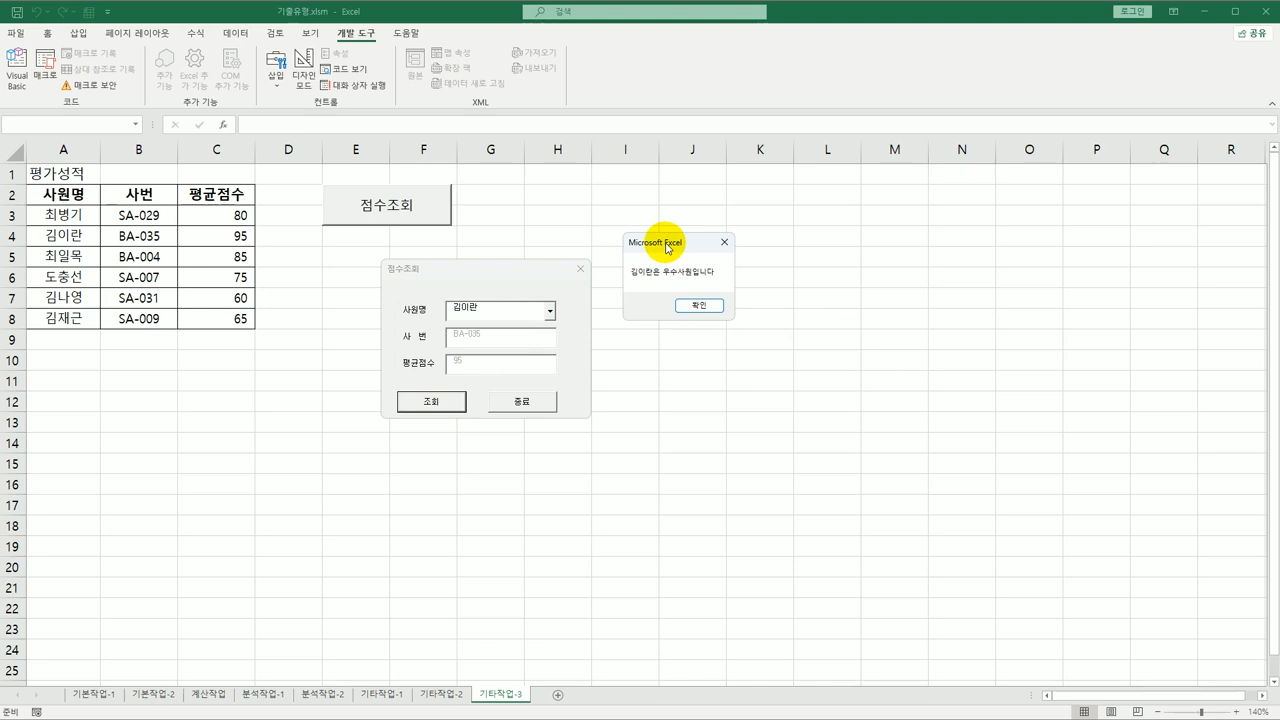 기출유형.xlsm - Excel
검색
로그인
파일 홈 삽입 페이지 레이아웃 수식 데이터 검토 보기 개발 도구 도움말
공유
Visual Basic
매크로
매크로 기록
상대 참조로 기록
매크로 보안
코드
추가 기능
Excel 추가 기능
COM 추가 기능
추가 기능
삽입
디자인 모드
속성
코드 보기
대화 상자 실행
컨트롤
원본
맵 속성
확장 팩
데이터 새로 고침
가져오기
내보내기
XML
fx
A B C D E F G H I J K L M N O P Q R
1 평가성적
2 사원명 사번 평균점수
3 최병기 SA-029 80
4 김이란 BA-035 95
5 최일목 BA-004 85
6 도충선 SA-007 75
7 김나영 SA-031 60
8 김재근 SA-009 65
9
10
11
12
13
14
15
16
17
18
19
20
21
22
23
24
25
점수조회
점수조회
사원명 김이란
사 번 BA-035
평균점수 95
조회 종료
Microsoft Excel
김이란은 우수사원입니다
확인
기본작업-1 기본작업-2 계산작업 분석작업-1 분석작업-2 기타작업-1 기타작업-2 기타작업-3
준비
140%